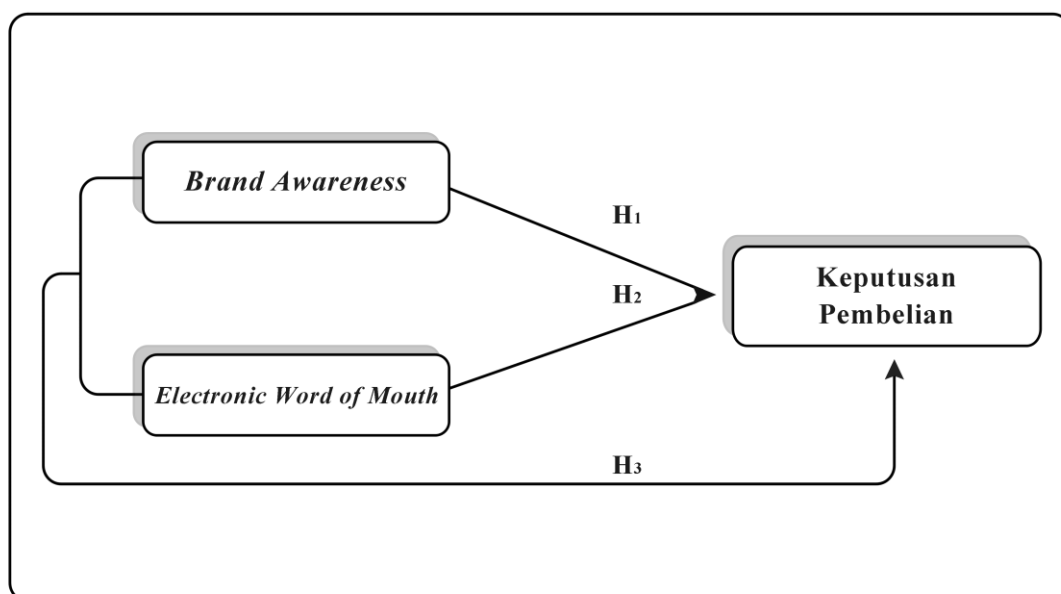 Brand Awareness
H₁
Keputusan
Pembelian
H₂
Electronic Word of Mouth
H₃